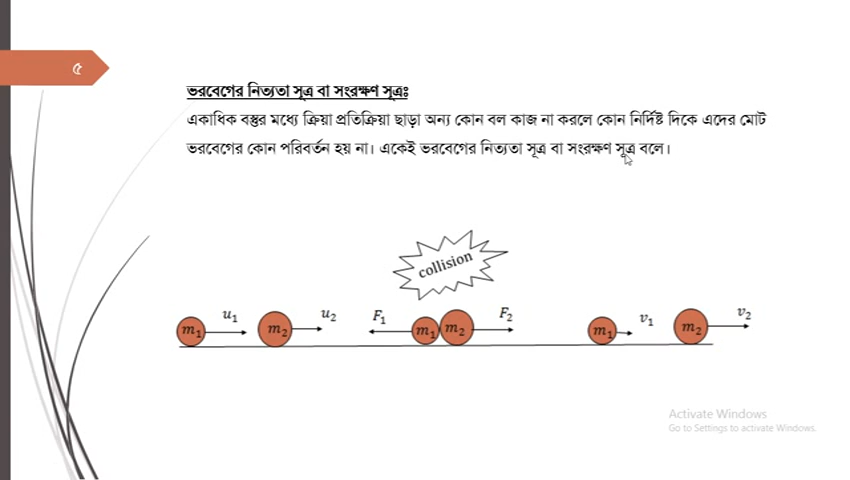 ৫
ভরবেগের নিত্যতা সূত্র বা সংরক্ষণ সূত্রঃ
একাধিক বস্তুর মধ্যে ক্রিয়া প্রতিক্রিয়া ছাড়া অন্য কোন বল কাজ না করলে কোন নির্দিষ্ট দিকে এদের মোট
ভরবেগের কোন পরিবর্তন হয় না। একেই ভরবেগের নিত্যতা সূত্র বা সংরক্ষণ সূত্র বলে।
collision
u₁ u₂ F₁ F₂ v₁ v₂
m₁ m₂ m₁ m₂ m₁ m₂
Activate Windows
Go to Settings to activate Windows.